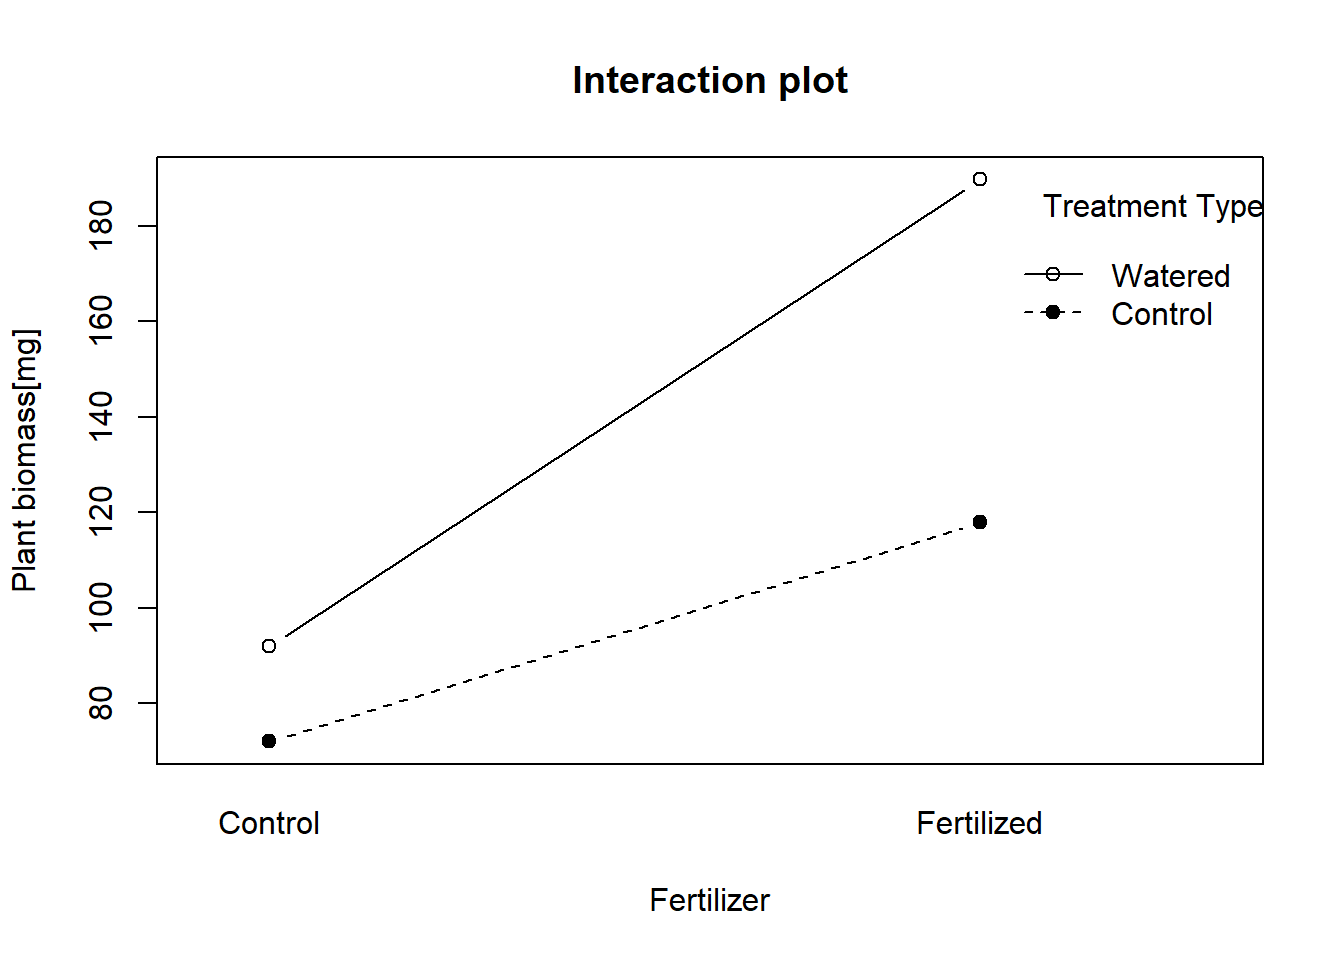 Interaction plot
Plant biomass[mg]
180
160
140
120
100
80
Treatment Type
Watered
Control
Control
Fertilized
Fertilizer